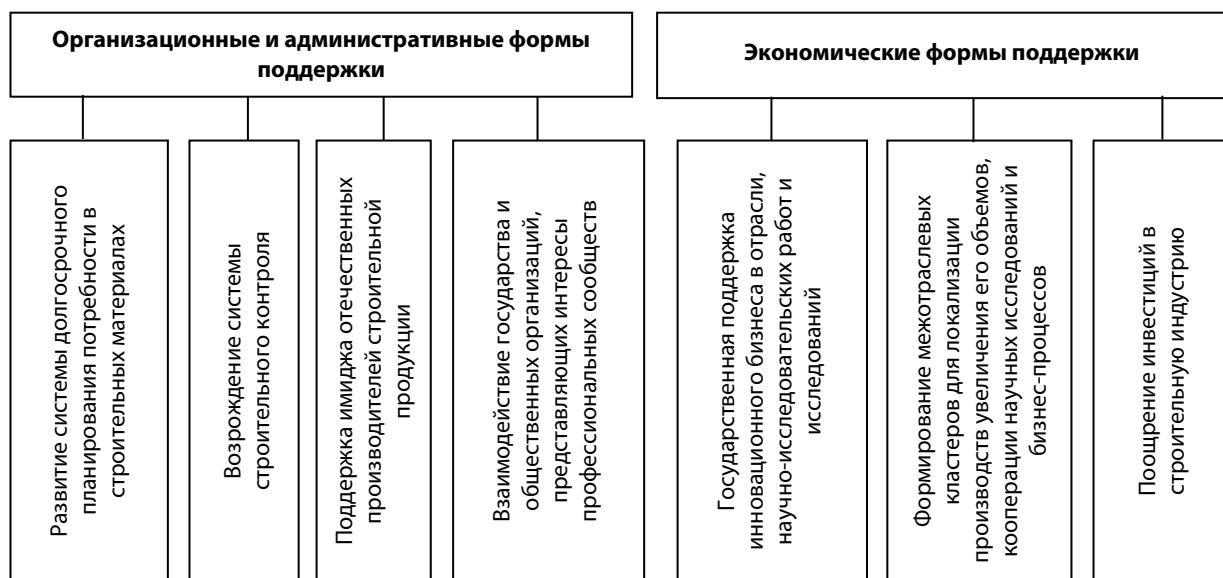 Организационные и административные формы
поддержки
Экономические формы поддержки
Развитие системы долгосрочного
планирования потребности в
строительных материалах
Возрождение системы
строительного контроля
Поддержка имиджа отечественных
производителей строительной
продукции
Взаимодействие государства и
общественных организаций,
представляющих интересы
профессиональных сообществ
Государственная поддержка
инновационного бизнеса в отрасли,
научно-исследовательских работ и
исследований
Формирование межотраслевых
кластеров для локализации
производств увеличения его объемов,
кооперации научных исследований и
бизнес-процессов
Поощрение инвестиций в
строительную индустрию